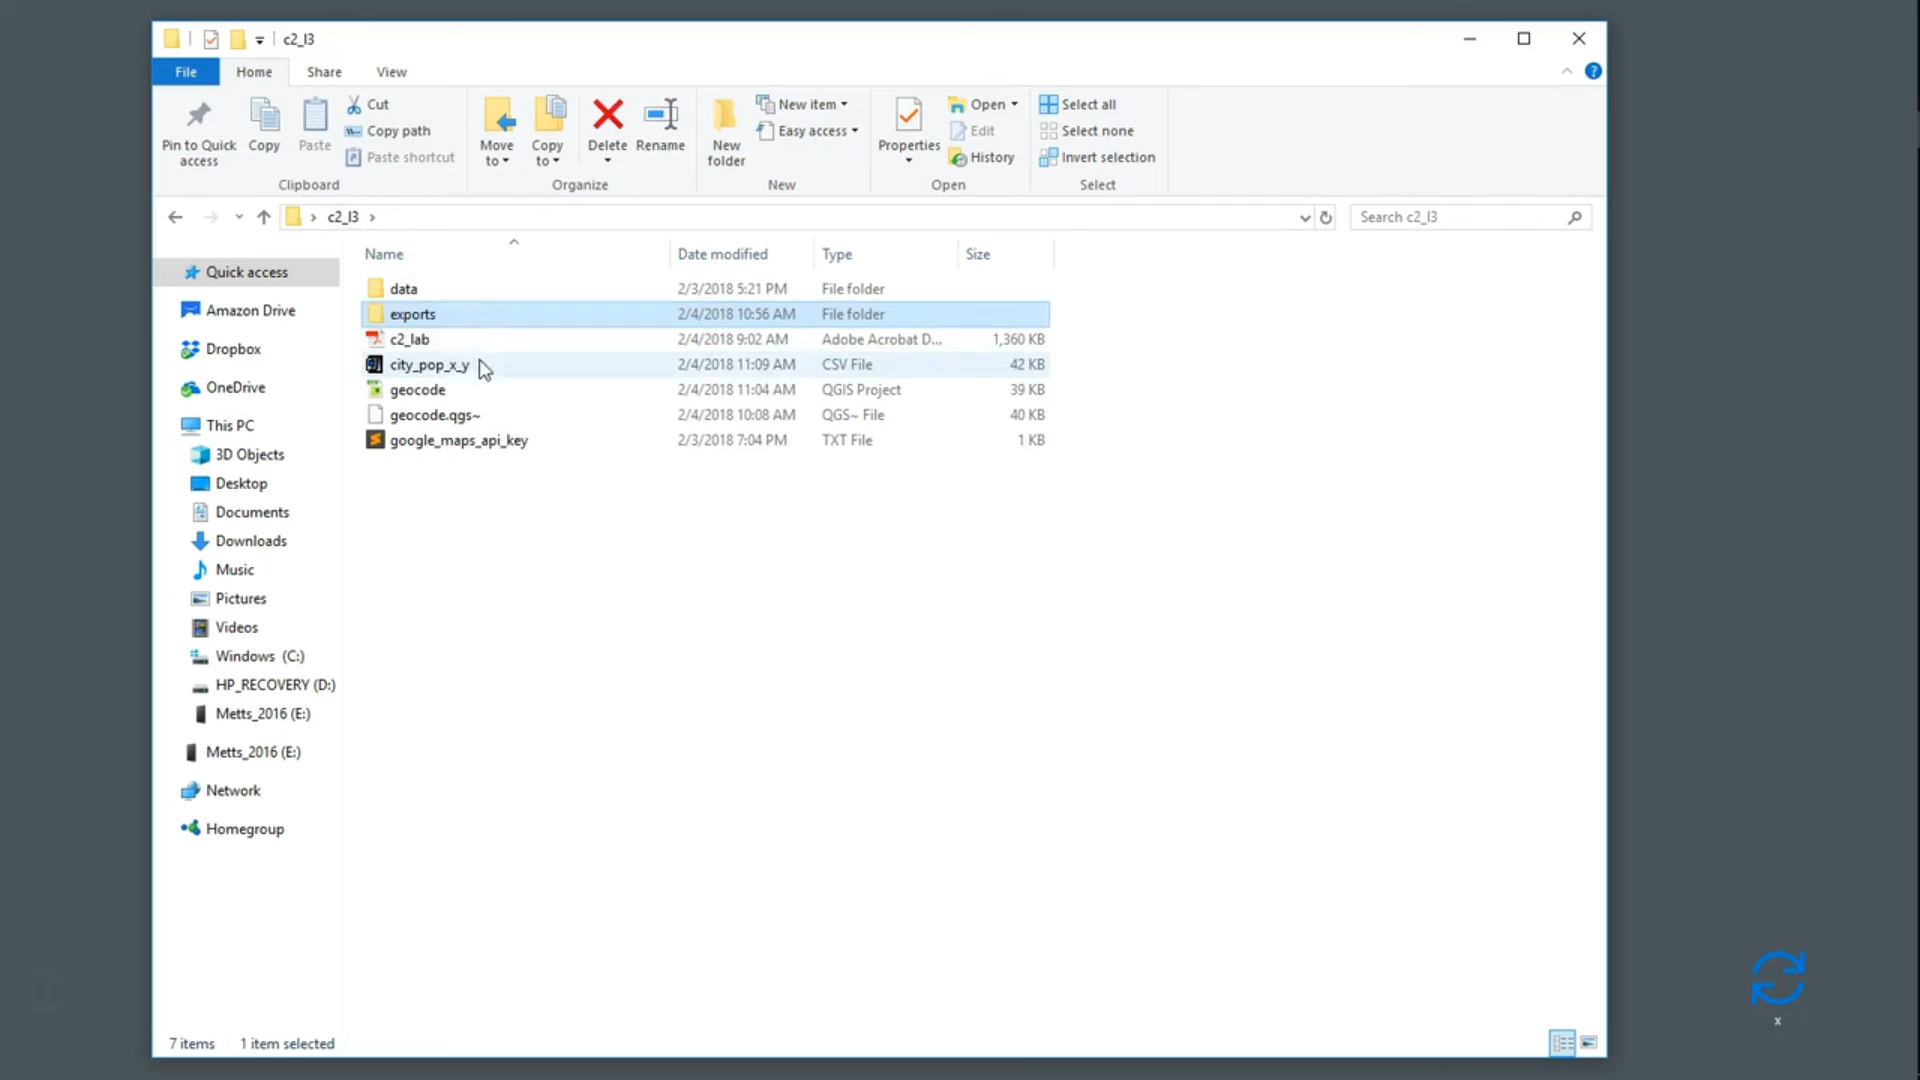 c2_l3
File Home Share View
Pin to Quick access
Copy
Paste
Cut
Copy path
Paste shortcut
Clipboard
Move to
Copy to
Delete
Rename
Organize
New folder
New item
Easy access
New
Properties
Open
Edit
History
Open
Select all
Select none
Invert selection
Select
c2_l3
Search c2_l3
Name Date modified Type Size
data 2/3/2018 5:21 PM File folder
exports 2/4/2018 10:56 AM File folder
c2_lab 2/4/2018 9:02 AM Adobe Acrobat D... 1,360 KB
city_pop_x_y 2/4/2018 11:09 AM CSV File 42 KB
geocode 2/4/2018 11:04 AM QGIS Project 39 KB
geocode.qgs~ 2/4/2018 10:08 AM QGS~ File 40 KB
google_maps_api_key 2/3/2018 7:04 PM TXT File 1 KB
Quick access
Amazon Drive
Dropbox
OneDrive
This PC
3D Objects
Desktop
Documents
Downloads
Music
Pictures
Videos
Windows (C:)
HP_RECOVERY (D:)
Metts_2016 (E:)
Metts_2016 (E:)
Network
Homegroup
7 items 1 item selected
x